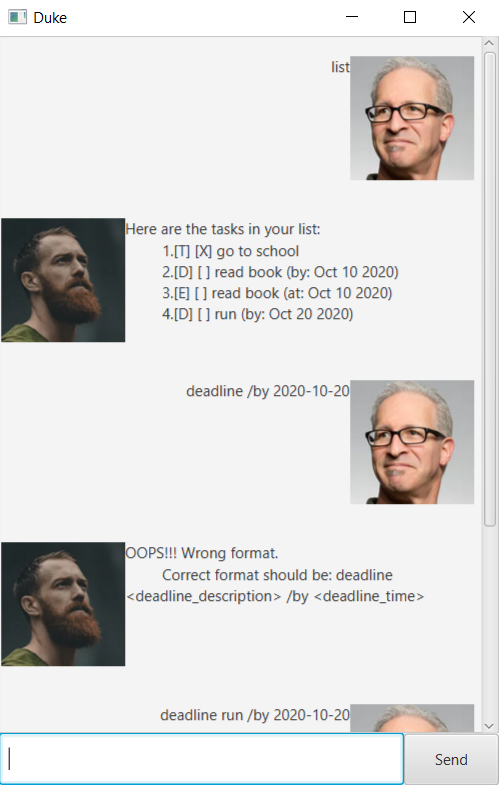 Duke
list
Here are the tasks in your list:
1.[T] [X] go to school
2.[D] [ ] read book (by: Oct 10 2020)
3.[E] [ ] read book (at: Oct 10 2020)
4.[D] [ ] run (by: Oct 20 2020)
deadline /by 2020-10-20
OOPS!!! Wrong format.
Correct format should be: deadline
<deadline_description> /by <deadline_time>
deadline run /by 2020-10-20
Send